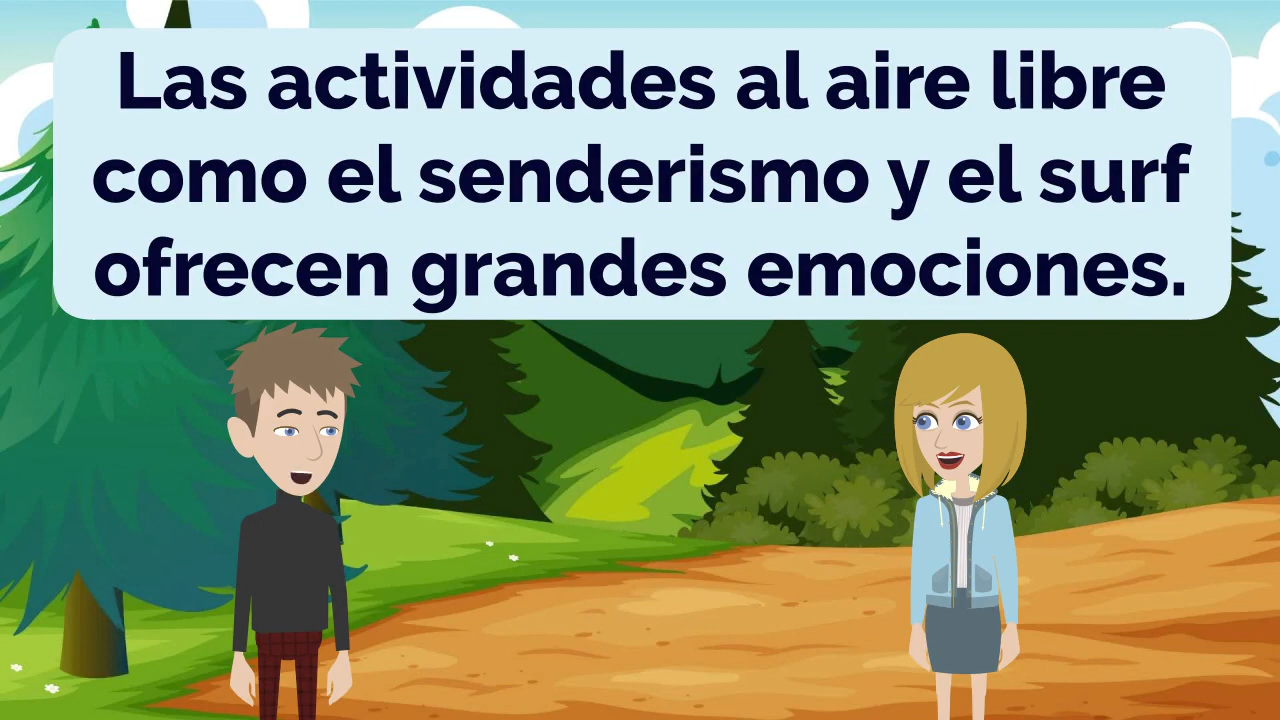 Las actividades al aire libre
como el senderismo y el surf
ofrecen grandes emociones.